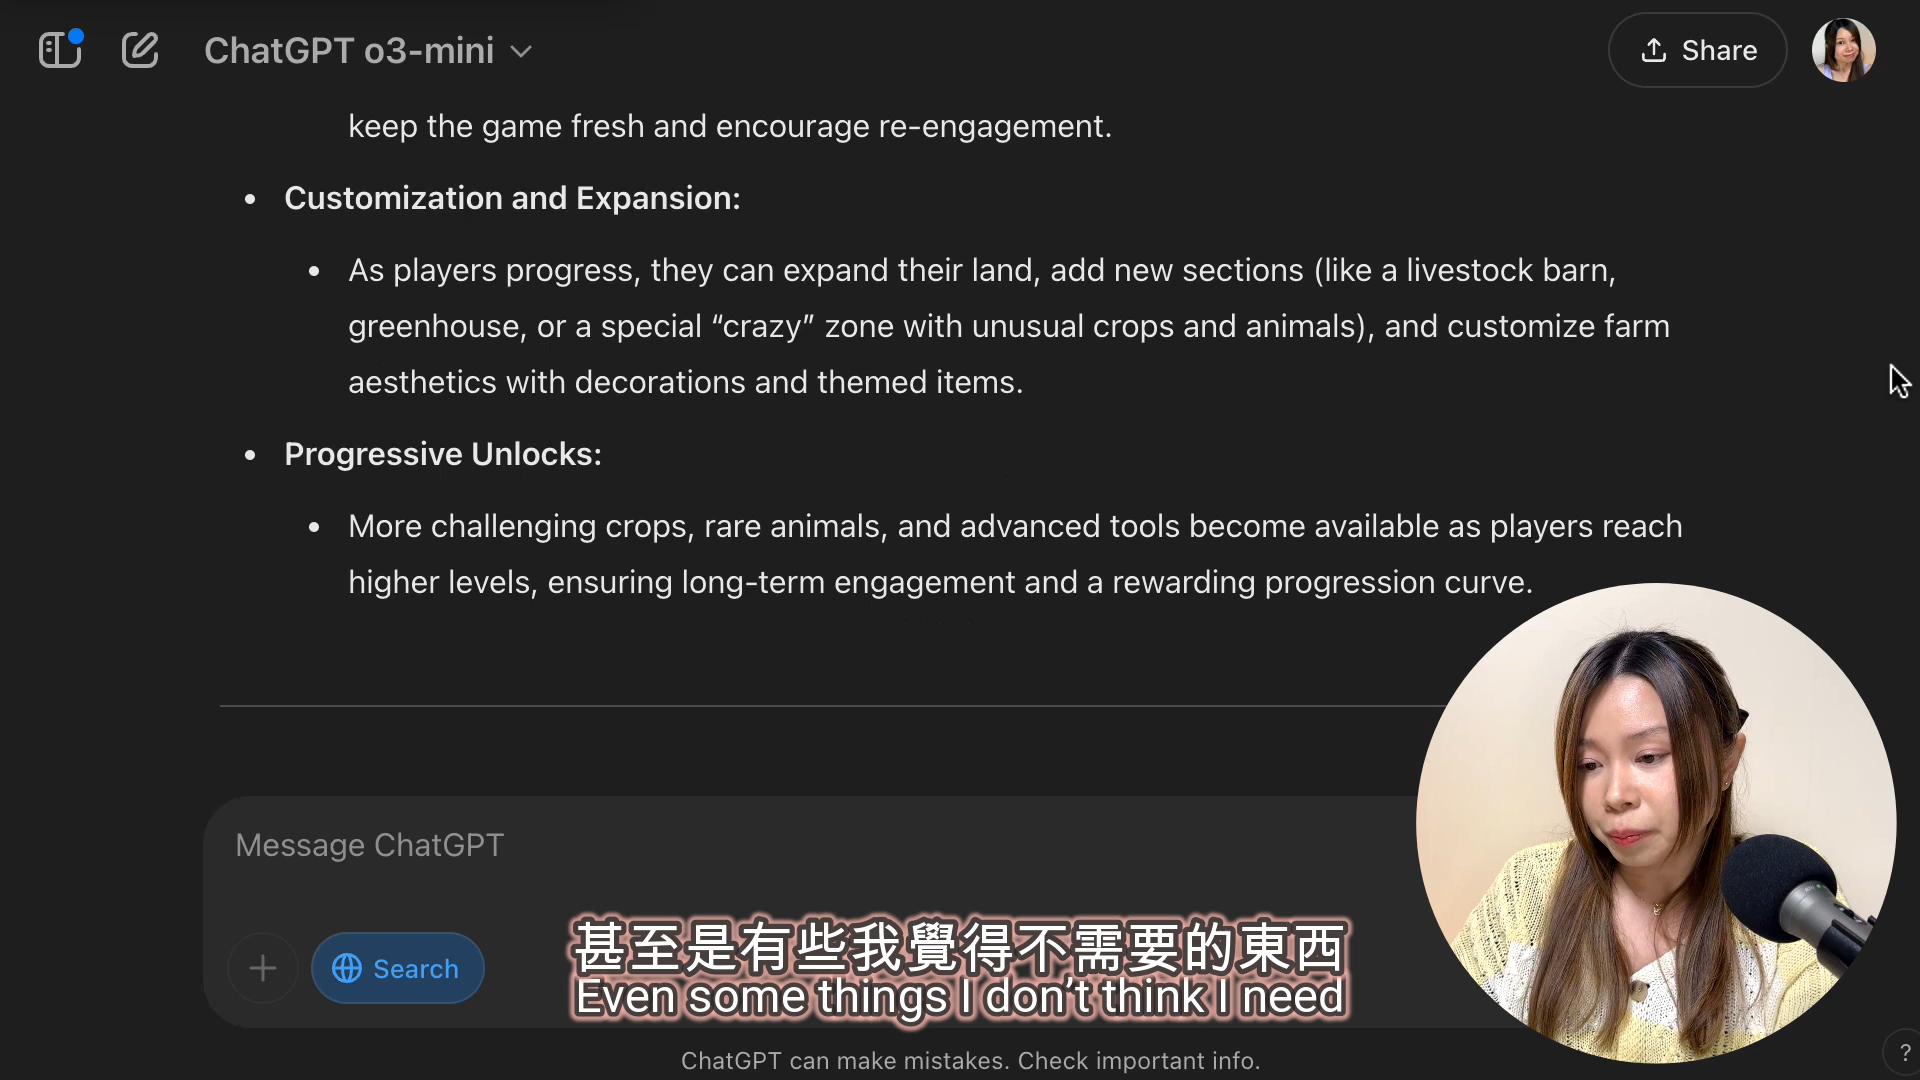 ChatGPT o3-mini
Share
keep the game fresh and encourage re-engagement.
• Customization and Expansion:
• As players progress, they can expand their land, add new sections (like a livestock barn,
greenhouse, or a special “crazy” zone with unusual crops and animals), and customize farm
aesthetics with decorations and themed items.
• Progressive Unlocks:
• More challenging crops, rare animals, and advanced tools become available as players reach
higher levels, ensuring long-term engagement and a rewarding progression curve.
Message ChatGPT
Search
甚至是有些我覺得不需要的東西
Even some things I don’t think I need
ChatGPT can make mistakes. Check important info.
?